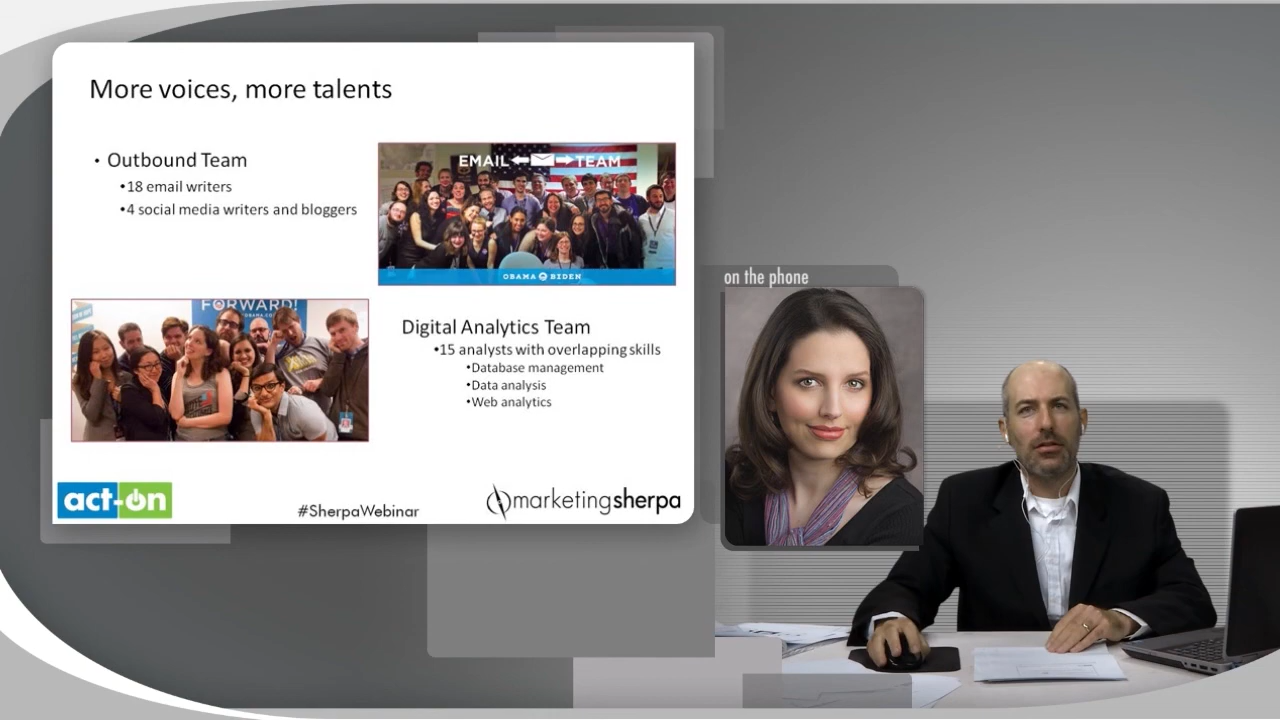 More voices, more talents
• Outbound Team
•18 email writers
•4 social media writers and bloggers
EMAIL TEAM
OBAMA BIDEN
FORWARD!
Digital Analytics Team
•15 analysts with overlapping skills
•Database management
•Data analysis
•Web analytics
act-on
#SherpaWebinar
marketingsherpa
on the phone